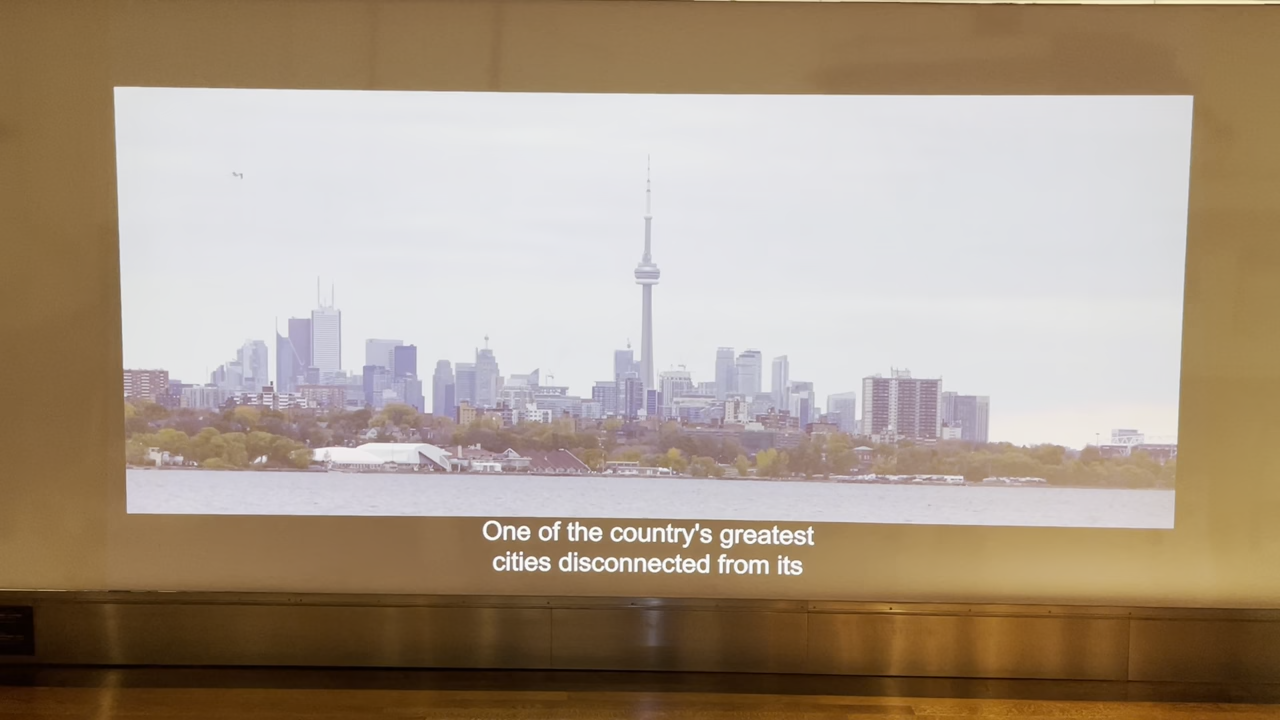 One of the country's greatest
cities disconnected from its